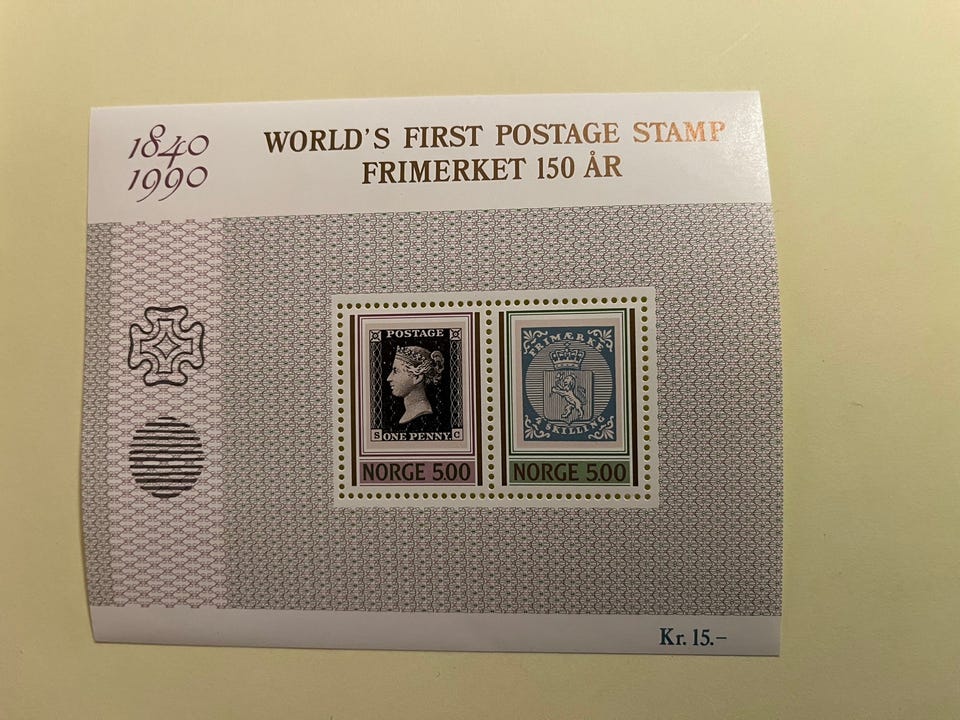 1840
1990
WORLD'S FIRST POSTAGE STAMP
FRIMERKET 150 ÅR
POSTAGE
S ONE PENNY. C
NORGE 5.00
FRIMÆRKE
4 SKILLING
NORGE 5.00
Kr. 15.–